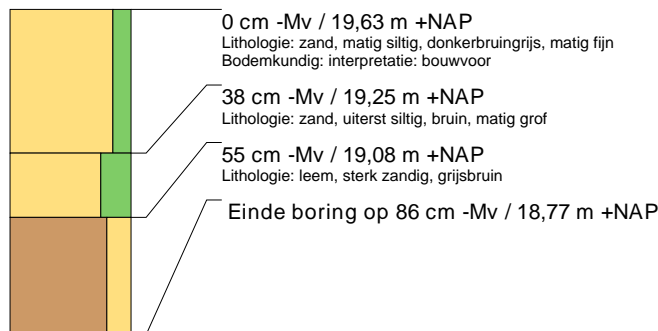 0 cm -Mv / 19,63 m +NAP
Lithologie: zand, matig siltig, donkerbruingrijs, matig fijn
Bodemkundig: interpretatie: bouwvoor
38 cm -Mv / 19,25 m +NAP
Lithologie: zand, uiterst siltig, bruin, matig grof
55 cm -Mv / 19,08 m +NAP
Lithologie: leem, sterk zandig, grijsbruin
Einde boring op 86 cm -Mv / 18,77 m +NAP